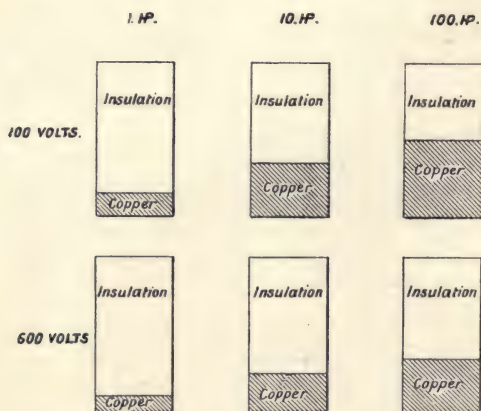 1. HP. 10. HP. 100. HP.
Insulation Insulation Insulation
100 VOLTS.
Copper Copper Copper
Insulation Insulation Insulation
600 VOLTS
Copper Copper Copper